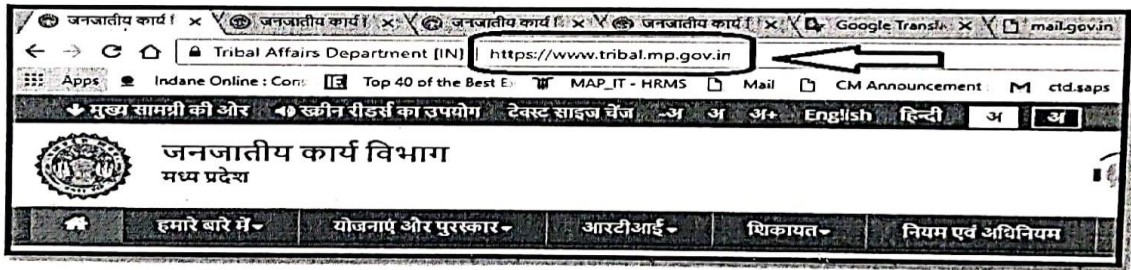 जनजातीय कार्य f × जनजातीय कार्य f × जनजातीय कार्य f × जनजातीय कार्य f × Google Transla × mail.gov.in
Tribal Affairs Department [IN] https://www.tribal.mp.gov.in
Apps Indane Online : Cons Top 40 of the Best E MAP_IT - HRMS Mail CM Announcement M ctd.saps
मुख्य सामग्री की ओर स्क्रीन रीडर्स का उपयोग टेक्स्ट साइज चेंज -अ अ अ+ English हिन्दी अ अ
जनजातीय कार्य विभाग
मध्य प्रदेश
हमारे बारे में योजनाएं और पुरस्कार आरटीआई शिकायत नियम एवं अधिनियम